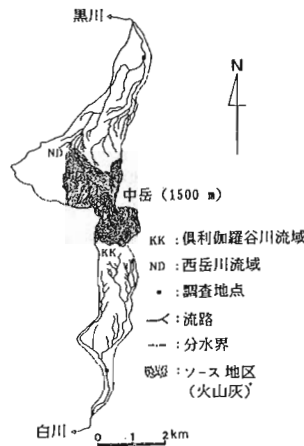 黒川
N
ND
中岳 (1500 m)
KK
KK : 倶利伽羅谷川流域
ND : 西岳川流域
• : 調査地点
: 流路
: 分水界
: ソース地区
(火山灰)
白川
0 1 2km